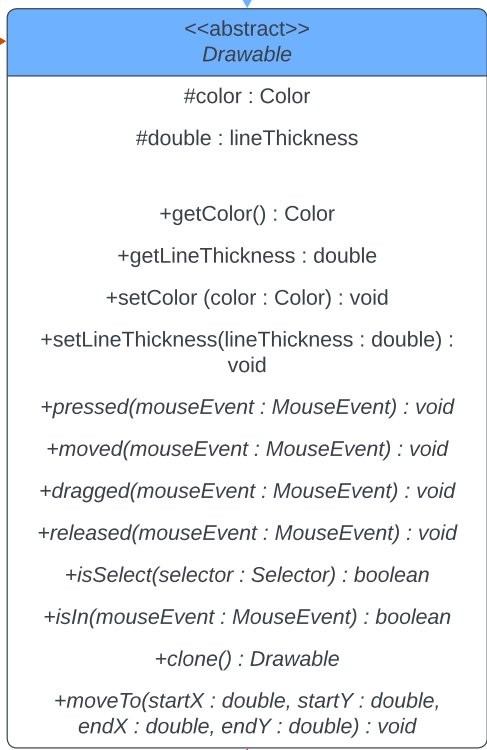 <<abstract>>
Drawable
#color : Color
#double : lineThickness
+getColor() : Color
+getLineThickness : double
+setColor (color : Color) : void
+setLineThickness(lineThickness : double) :
void
+pressed(mouseEvent : MouseEvent) : void
+moved(mouseEvent : MouseEvent) : void
+dragged(mouseEvent : MouseEvent) : void
+released(mouseEvent : MouseEvent) : void
+isSelect(selector : Selector) : boolean
+isIn(mouseEvent : MouseEvent) : boolean
+clone() : Drawable
+moveTo(startX : double, startY : double,
endX : double, endY : double) : void